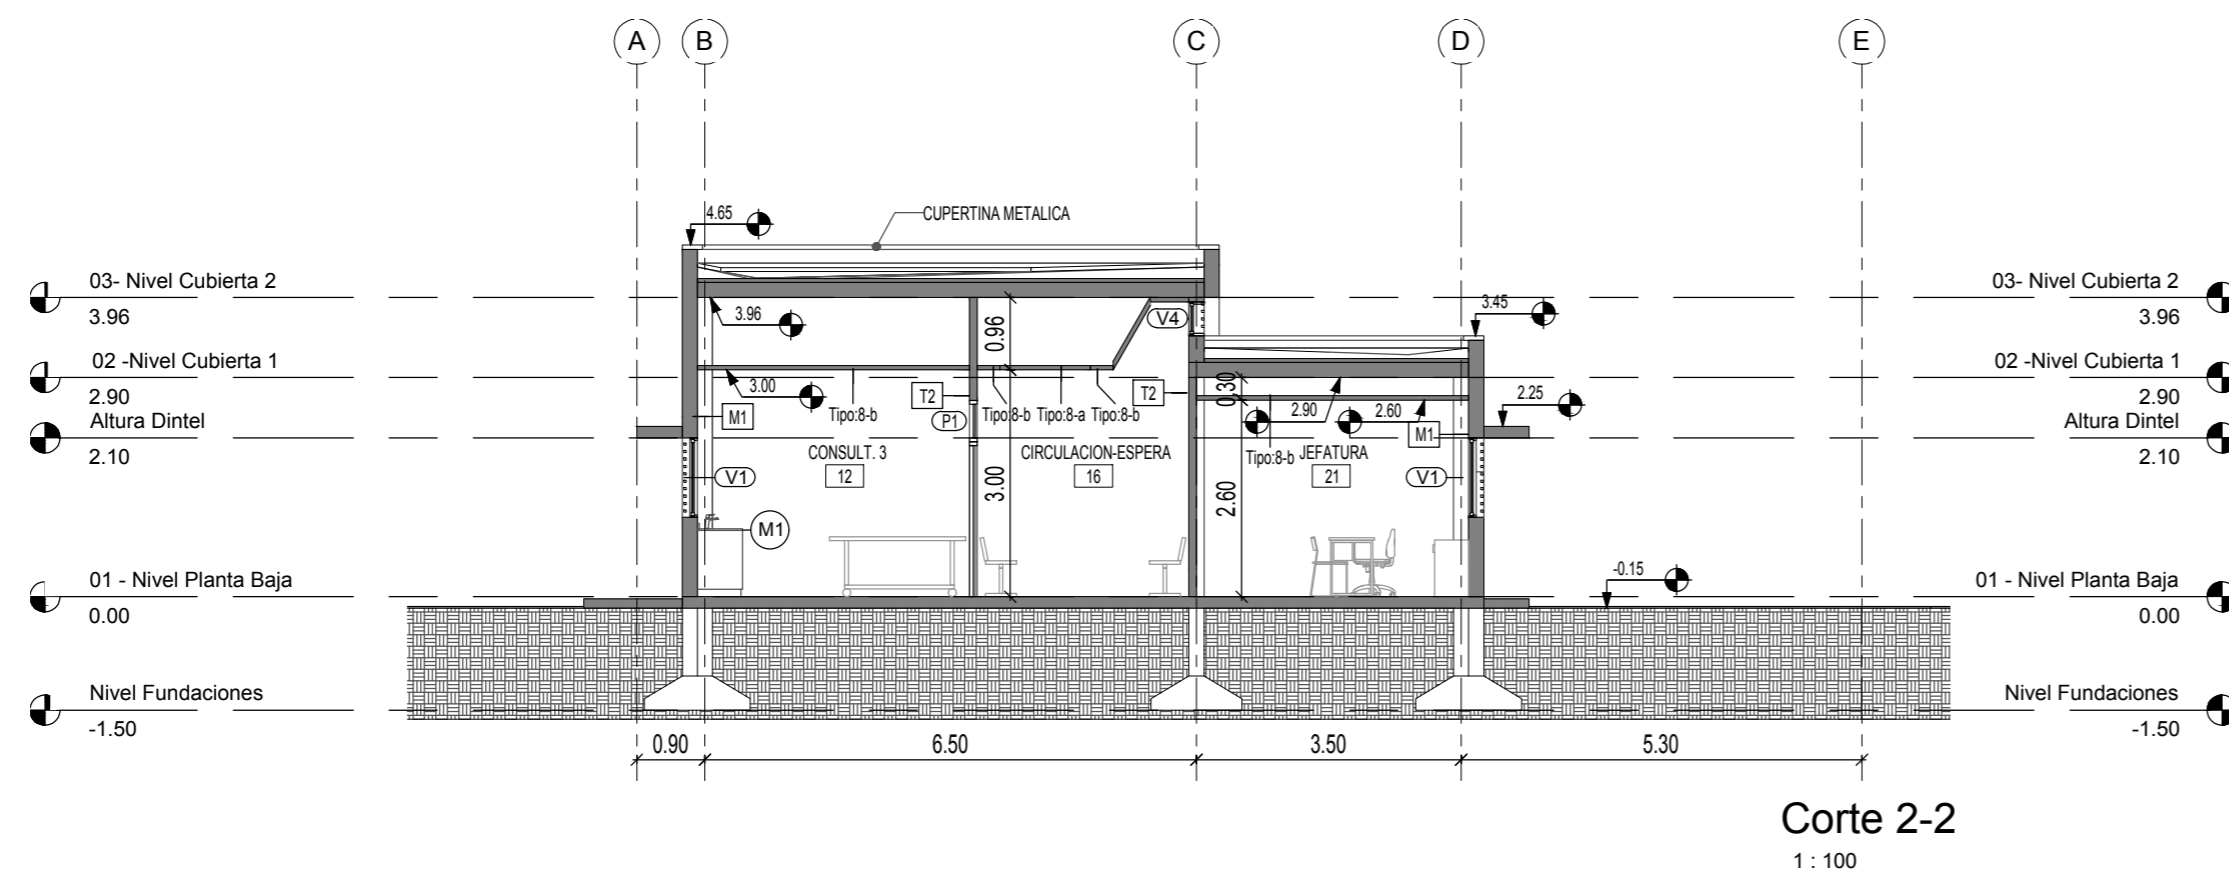 A B C D E
4.65
CUPERTINA METALICA
03- Nivel Cubierta 2
3.96
03- Nivel Cubierta 2
3.96
3.96
0.96
V4
3.45
02 -Nivel Cubierta 1
2.90
02 -Nivel Cubierta 1
2.90
3.00
T2
T2
0,30
2.90
2.60
2.25
M1
Tipo:8-b
P1
Tipo:8-b
Tipo:8-a
Tipo:8-b
M1
Altura Dintel
2.10
Altura Dintel
2.10
CONSULT. 3
12
CIRCULACION-ESPERA
16
Tipo:8-b
JEFATURA
21
V1
V1
3.00
2.60
M1
-0.15
01 - Nivel Planta Baja
0.00
01 - Nivel Planta Baja
0.00
Nivel Fundaciones
-1.50
Nivel Fundaciones
-1.50
0.90 6.50 3.50 5.30
Corte 2-2
1 : 100